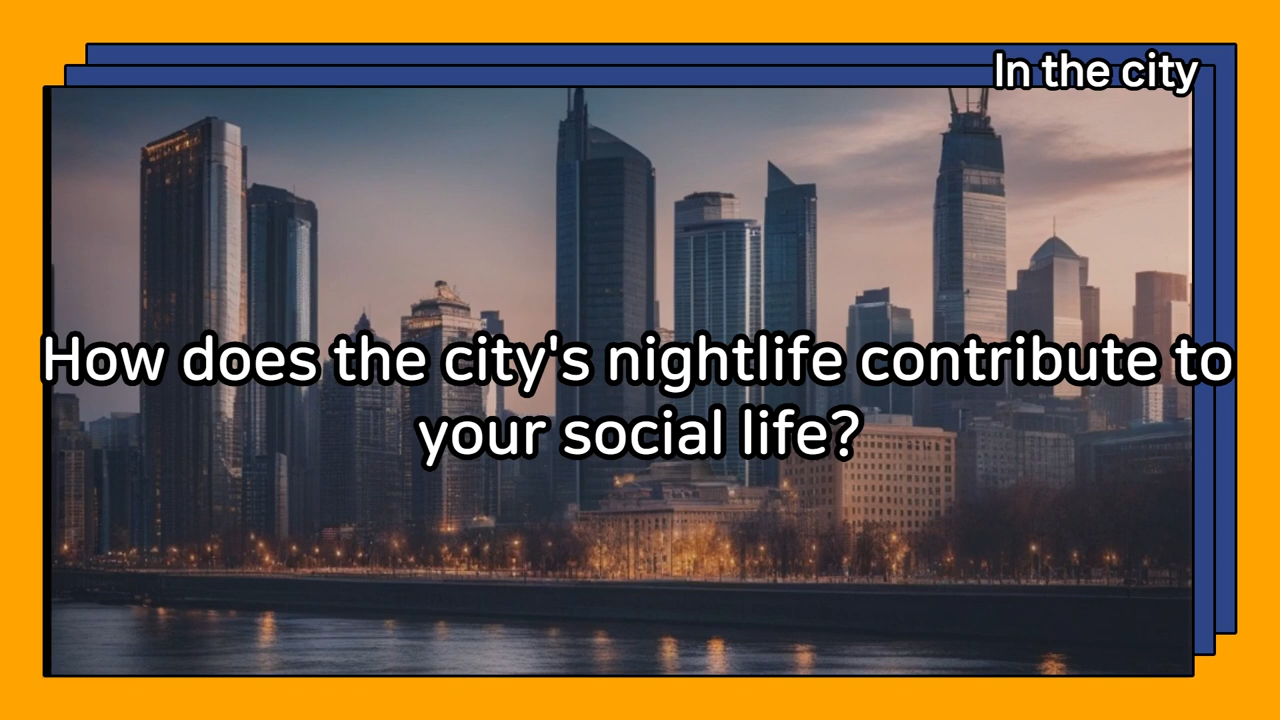 In the city
How does the city's nightlife contribute to
your social life?